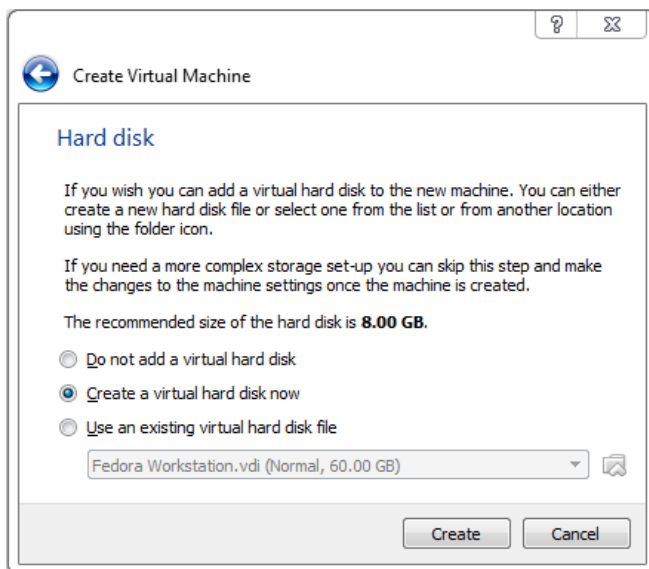 Create Virtual Machine
Hard disk
If you wish you can add a virtual hard disk to the new machine. You can either
create a new hard disk file or select one from the list or from another location
using the folder icon.
If you need a more complex storage set-up you can skip this step and make
the changes to the machine settings once the machine is created.
The recommended size of the hard disk is 8.00 GB.
Do not add a virtual hard disk
Create a virtual hard disk now
Use an existing virtual hard disk file
Fedora Workstation.vdi (Normal, 60.00 GB)
Create Cancel